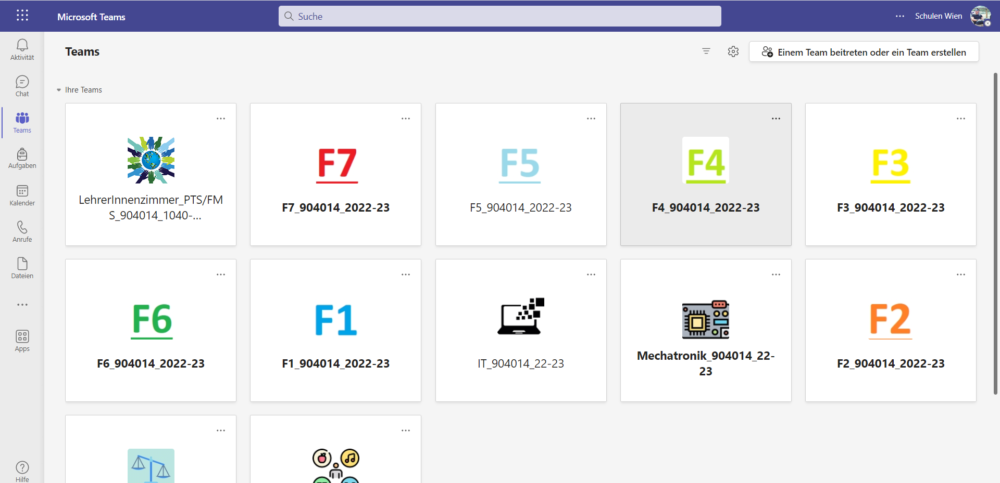 Microsoft Teams
Suche
Schulen Wien
Aktivität
Chat
Teams
Aufgaben
Kalender
Anrufe
Dateien
Apps
Hilfe
Teams
Einem Team beitreten oder ein Team erstellen
Ihre Teams
LehrerInnenzimmer_PTS/FM
S_904014_1040-...
F7
F7_904014_2022-23
F5
F5_904014_2022-23
F4
F4_904014_2022-23
F3
F3_904014_2022-23
F6
F6_904014_2022-23
F1
F1_904014_2022-23
IT_904014_22-23
Mechatronik_904014_22-
23
F2
F2_904014_2022-23